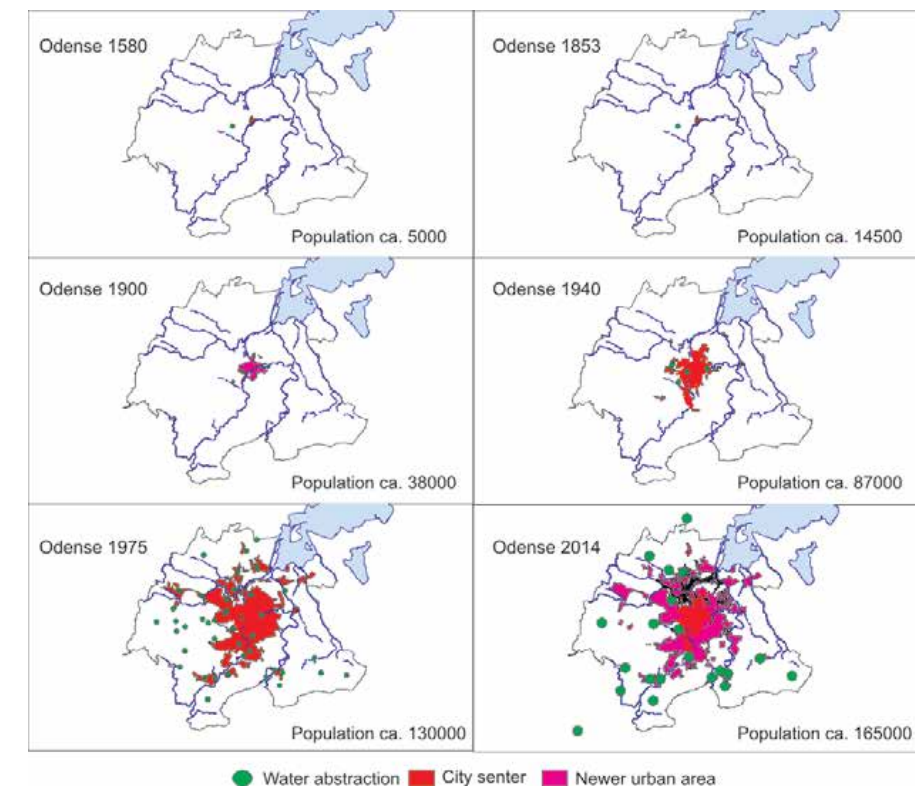 Odense 1580
Population ca. 5000
Odense 1853
Population ca. 14500
Odense 1900
Population ca. 38000
Odense 1940
Population ca. 87000
Odense 1975
Population ca. 130000
Odense 2014
Population ca. 165000
Water abstraction City senter Newer urban area